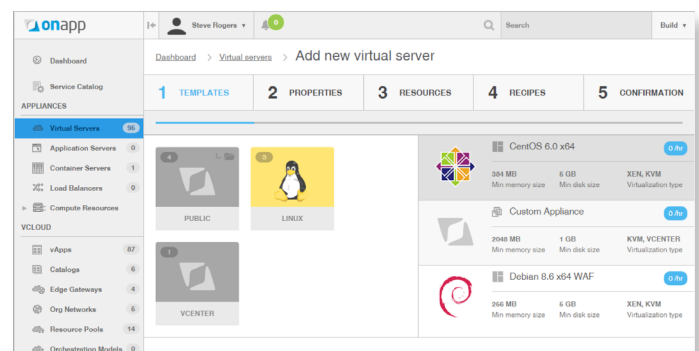 onapp
Steve Rogers
0
Search
Build
Dashboard
Service Catalog
APPLIANCES
Virtual Servers 96
Application Servers 0
Container Servers 1
Load Balancers 0
Compute Resources
VCLOUD
vApps 87
Catalogs 6
Edge Gateways 4
Org Networks 6
Resource Pools 14
Orchestration Models 0
Dashboard > Virtual servers > Add new virtual server
1 TEMPLATES 2 PROPERTIES 3 RESOURCES 4 RECIPES 5 CONFIRMATION
4
PUBLIC
3
LINUX
1
VCENTER
CentOS 6.0 x64 0 /hr
384 MB 6 GB XEN, KVM
Min memory size Min disk size Virtualization type
Custom Appliance 0 /hr
2048 MB 1 GB KVM, VCENTER
Min memory size Min disk size Virtualization type
Debian 8.6 x64 WAF 0 /hr
256 MB 6 GB XEN, KVM
Min memory size Min disk size Virtualization type